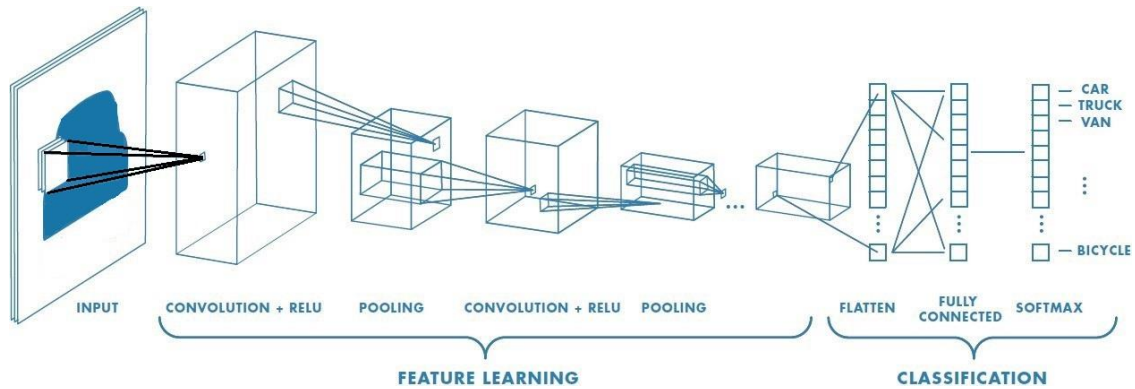 CAR
TRUCK
VAN
BICYCLE
INPUT
CONVOLUTION + RELU
POOLING
CONVOLUTION + RELU
POOLING
FLATTEN
FULLY
CONNECTED
SOFTMAX
FEATURE LEARNING
CLASSIFICATION